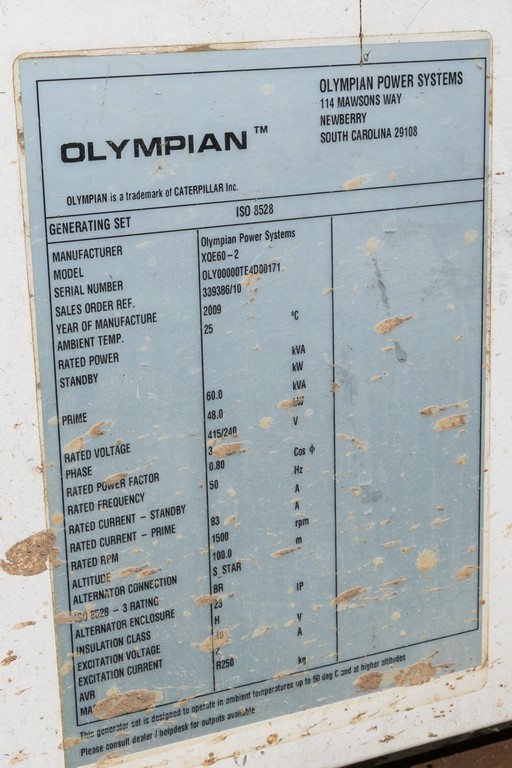 OLYMPIAN™
OLYMPIAN POWER SYSTEMS
114 MAWSONS WAY
NEWBERRY
SOUTH CAROLINA 29108
OLYMPIAN is a trademark of CATERPILLAR Inc.
GENERATING SET ISO 8528
MANUFACTURER Olympian Power Systems
MODEL XQE60-2
SERIAL NUMBER OLY00000TE4D00171
SALES ORDER REF. 339386/10
YEAR OF MANUFACTURE 2009
AMBIENT TEMP. 25 °C
RATED POWER
STANDBY kVA
kW
PRIME 60.0 kVA
48.0 kW
RATED VOLTAGE 415/240 V
PHASE 3
RATED POWER FACTOR 0.80 Cos ϕ
RATED FREQUENCY 50 Hz
RATED CURRENT - STANDBY A
RATED CURRENT - PRIME 83 A
RATED RPM 1500 rpm
ALTITUDE 100.0 m
ALTERNATOR CONNECTION S_STAR
ISO 8528 - 3 RATING BR
ALTERNATOR ENCLOSURE 23 IP
INSULATION CLASS H
EXCITATION VOLTAGE V
EXCITATION CURRENT A
AVR R250
kg
This generator set is designed to operate in ambient temperatures up to 50 deg C and at higher altitudes
Please consult dealer / helpdesk for outputs available